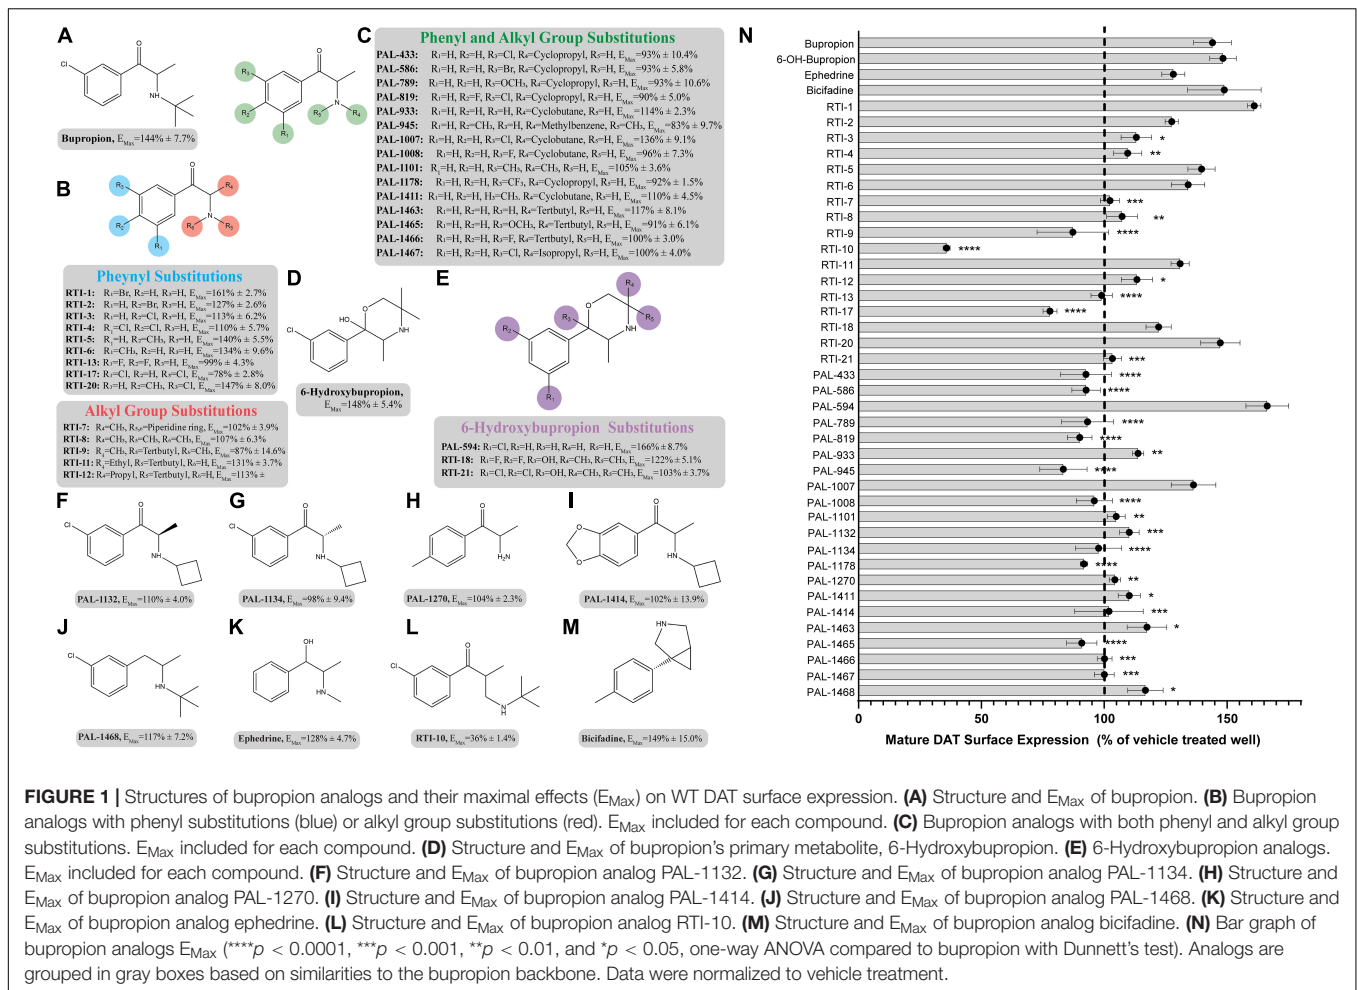 A
O
Cl
HN
Bupropion, EMax=144% ± 7.7%
O
R₃
R₂
R₁
N
R₅
R₄
B
O
R₃
R₄
R₂
N
R₆
R₅
R₁
Pheynyl Substitutions
RTI-1: R₁=Br, R₂=H, R₃=H, EMax=161% ± 2.7%
RTI-2: R₁=H, R₂=Br, R₃=H, EMax=127% ± 2.6%
RTI-3: R₁=H, R₂=Cl, R₃=H, EMax=113% ± 6.2%
RTI-4: R₁=Cl, R₂=Cl, R₃=H, EMax=110% ± 5.7%
RTI-5: R₁=H, R₂=CH₃, R₃=H, EMax=140% ± 5.5%
RTI-6: R₁=CH₃, R₂=H, R₃=H, EMax=134% ± 9.6%
RTI-13: R₁=F, R₂=F, R₃=H, EMax=99% ± 4.3%
RTI-17: R₁=Cl, R₂=H, R₃=Cl, EMax=78% ± 2.8%
RTI-20: R₁=H, R₂=CH₃, R₃=Cl, EMax=147% ± 8.0%
Alkyl Group Substitutions
RTI-7: R₄=CH₃, R₅,₆=Piperidine ring, EMax=102% ± 3.9%
RTI-8: R₄=CH₃, R₅=CH₃, R₆=CH₃, EMax=107% ± 6.3%
RTI-9: R₄=CH₃, R₅=Tertbutyl, R₆=CH₃, EMax=87% ± 14.6%
RTI-11: R₄=Ethyl, R₅=Tertbutyl, R₆=H, EMax=131% ± 3.7%
RTI-12: R₄=Propyl, R₅=Tertbutyl, R₆=H, EMax=113% ±
C
Phenyl and Alkyl Group Substitutions
PAL-433: R₁=H, R₂=H, R₃=Cl, R₄=Cyclopropyl, R₅=H, EMax=93% ± 10.4%
PAL-586: R₁=H, R₂=H, R₃=Br, R₄=Cyclopropyl, R₅=H, EMax=93% ± 5.8%
PAL-789: R₁=H, R₂=H, R₃=OCH₃, R₄=Cyclopropyl, R₅=H, EMax=93% ± 10.6%
PAL-819: R₁=H, R₂=F, R₃=Cl, R₄=Cyclopropyl, R₅=H, EMax=90% ± 5.0%
PAL-933: R₁=H, R₂=H, R₃=H, R₄=Cyclobutane, R₅=H, EMax=114% ± 2.3%
PAL-945: R₁=H, R₂=CH₃, R₃=H, R₄=Methylbenzene, R₅=CH₃, EMax=83% ± 9.7%
PAL-1007: R₁=H, R₂=H, R₃=Cl, R₄=Cyclobutane, R₅=H, EMax=136% ± 9.1%
PAL-1008: R₁=H, R₂=H, R₃=F, R₄=Cyclobutane, R₅=H, EMax=96% ± 7.3%
PAL-1101: R₁=H, R₂=H, R₃=CH₃, R₄=CH₃, R₅=H, EMax=105% ± 3.6%
PAL-1178: R₁=H, R₂=H, R₃=CF₃, R₄=Cyclopropyl, R₅=H, EMax=92% ± 1.5%
PAL-1411: R₁=H, R₂=H, H₃=CH₃. R₄=Cyclobutane, R₅=H, EMax=110% ± 4.5%
PAL-1463: R₁=H, R₂=H, R₃=H, R₄=Tertbutyl, R₅=H, EMax=117% ± 8.1%
PAL-1465: R₁=H, R₂=H, R₃=OCH₃, R₄=Tertbutyl, R₅=H, EMax=91% ± 6.1%
PAL-1466: R₁=H, R₂=H, R₃=F, R₄=Tertbutyl, R₅=H, EMax=100% ± 3.0%
PAL-1467: R₁=H, R₂=H, R₃=Cl, R₄=Isopropyl, R₅=H, EMax=100% ± 4.0%
D
HO
O
Cl
NH
6-Hydroxybupropion,
EMax=148% ± 5.4%
E
R₄
O
R₃
R₅
R₂
NH
R₁
6-Hydroxybupropion Substitutions
PAL-594: R₁=Cl, R₂=H, R₃=H, R₄=H, R₅=H, EMax=166% ± 8.7%
RTI-18: R₁=F, R₂=F, R₃=OH, R₄=CH₃, R₅=CH₃, EMax=122% ± 5.1%
RTI-21: R₁=Cl, R₂=Cl, R₃=OH, R₄=CH₃, R₅=CH₃, EMax=103% ± 3.7%
F
O
Cl
HN
PAL-1132, EMax=110% ± 4.0%
G
O
Cl
HN
PAL-1134, EMax=98% ± 9.4%
H
O
H₂N
PAL-1270, EMax=104% ± 2.3%
I
O
O
O
HN
PAL-1414, EMax=102% ± 13.9%
J
Cl
HN
PAL-1468, EMax=117% ± 7.2%
K
OH
HN
Ephedrine, EMax=128% ± 4.7%
L
O
Cl
N
H
RTI-10, EMax=36% ± 1.4%
M
HN
Bicifadine, EMax=149% ± 15.0%
N
Bupropion
6-OH-Bupropion
Ephedrine
Bicifadine
RTI-1
RTI-2
RTI-3 *
RTI-4 **
RTI-5
RTI-6
RTI-7 ***
RTI-8 **
RTI-9 ****
RTI-10 ****
RTI-11
RTI-12 *
RTI-13 ****
RTI-17 ****
RTI-18
RTI-20
RTI-21 ***
PAL-433 ****
PAL-586 ****
PAL-594
PAL-789 ****
PAL-819 ****
PAL-933 **
PAL-945 ****
PAL-1007
PAL-1008 ****
PAL-1101 **
PAL-1132 ***
PAL-1134 ****
PAL-1178 ****
PAL-1270 **
PAL-1411 *
PAL-1414 ***
PAL-1463 *
PAL-1465 ****
PAL-1466 ***
PAL-1467 ***
PAL-1468 *
0 50 100 150
Mature DAT Surface Expression (% of vehicle treated well)
FIGURE 1 | Structures of bupropion analogs and their maximal effects (EMax) on WT DAT surface expression. (A) Structure and EMax of bupropion. (B) Bupropion
analogs with phenyl substitutions (blue) or alkyl group substitutions (red). EMax included for each compound. (C) Bupropion analogs with both phenyl and alkyl group
substitutions. EMax included for each compound. (D) Structure and EMax of bupropion's primary metabolite, 6-Hydroxybupropion. (E) 6-Hydroxybupropion analogs.
EMax included for each compound. (F) Structure and EMax of bupropion analog PAL-1132. (G) Structure and EMax of bupropion analog PAL-1134. (H) Structure and
EMax of bupropion analog PAL-1270. (I) Structure and EMax of bupropion analog PAL-1414. (J) Structure and EMax of bupropion analog PAL-1468. (K) Structure and
EMax of bupropion analog ephedrine. (L) Structure and EMax of bupropion analog RTI-10. (M) Structure and EMax of bupropion analog bicifadine. (N) Bar graph of
bupropion analogs EMax (****p < 0.0001, ***p < 0.001, **p < 0.01, and *p < 0.05, one-way ANOVA compared to bupropion with Dunnett's test). Analogs are
grouped in gray boxes based on similarities to the bupropion backbone. Data were normalized to vehicle treatment.